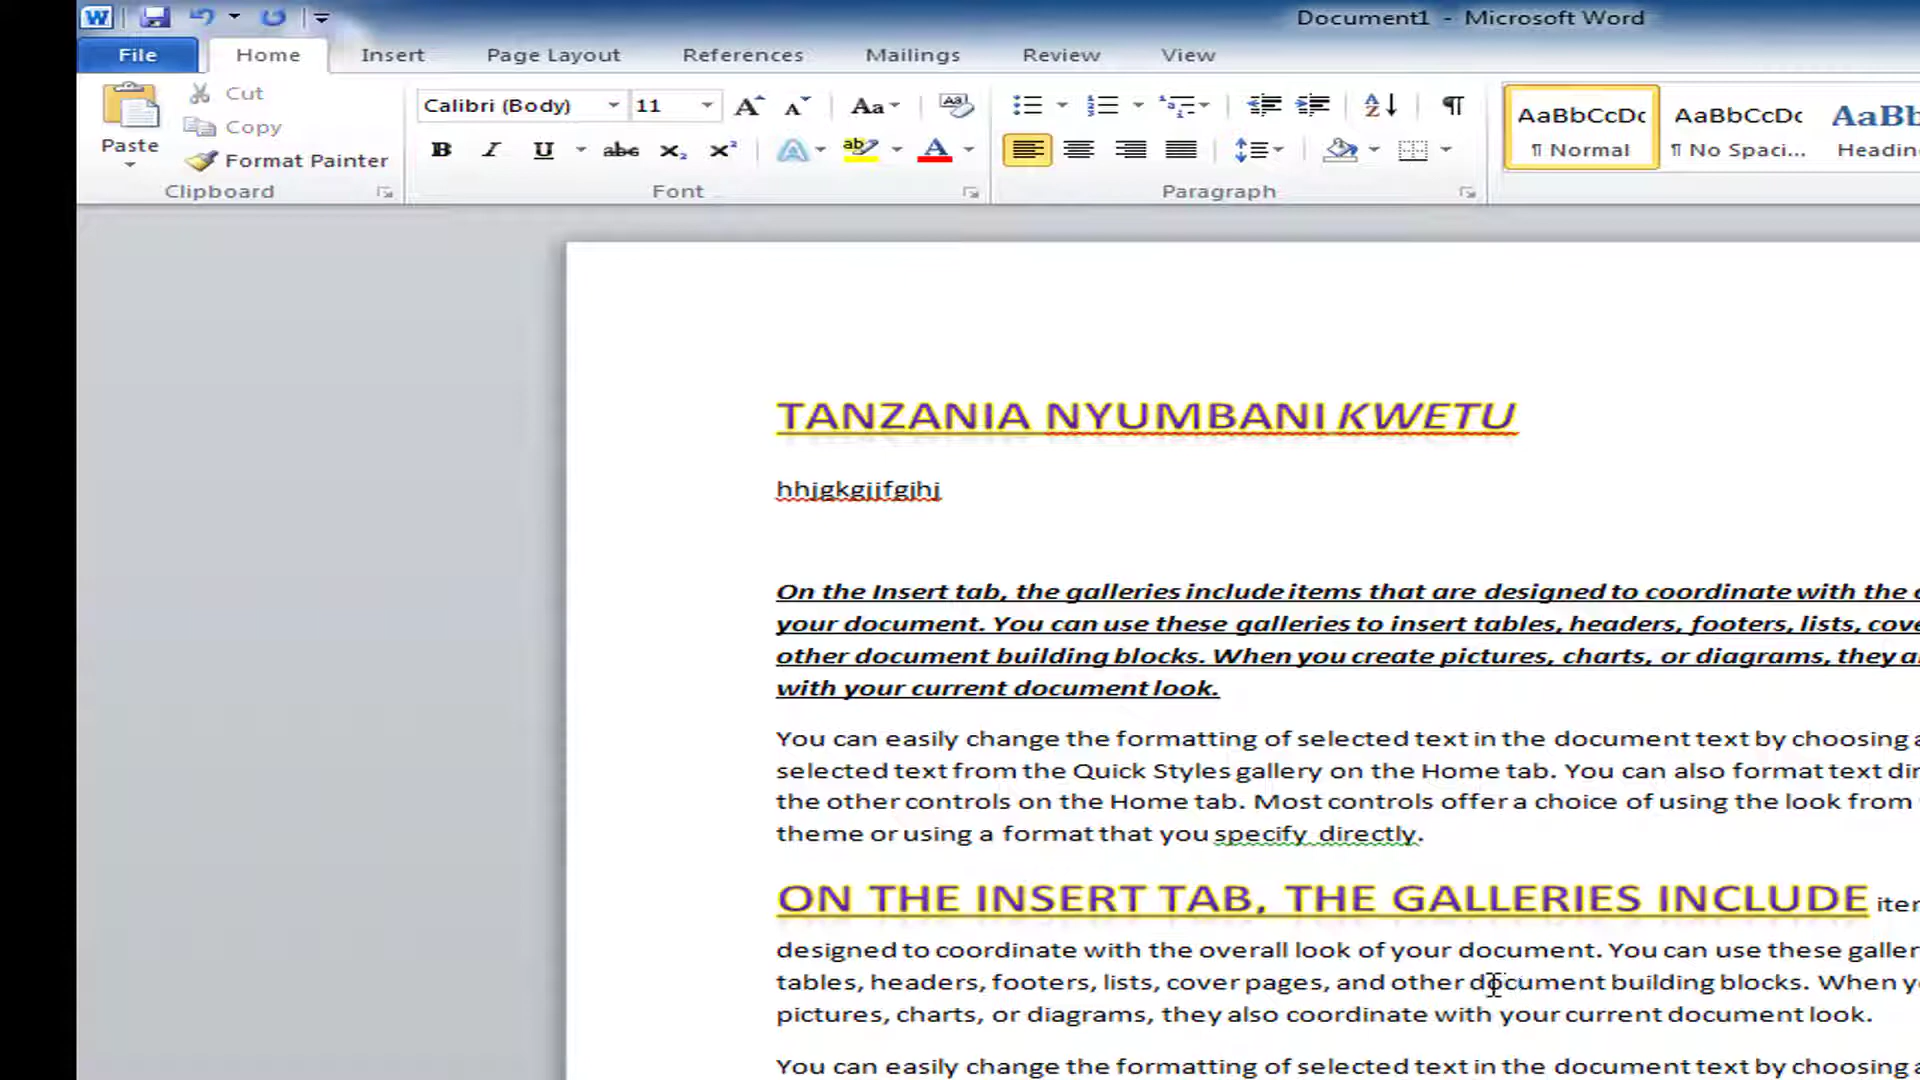 Document1 - Microsoft Word
File Home Insert Page Layout References Mailings Review View
Paste Cut Copy Format Painter
Calibri (Body) 11
AaBbCcDc AaBbCcDc AaBb
¶ Normal ¶ No Spaci... Headin
Clipboard Font Paragraph
TANZANIA NYUMBANI KWETU
hhjgkgjjfgjhj
On the Insert tab, the galleries include items that are designed to coordinate with the
your document. You can use these galleries to insert tables, headers, footers, lists, cove
other document building blocks. When you create pictures, charts, or diagrams, they a
with your current document look.
You can easily change the formatting of selected text in the document text by choosing a
selected text from the Quick Styles gallery on the Home tab. You can also format text dir
the other controls on the Home tab. Most controls offer a choice of using the look from
theme or using a format that you specify directly.
ON THE INSERT TAB, THE GALLERIES INCLUDE iter
designed to coordinate with the overall look of your document. You can use these galler
tables, headers, footers, lists, cover pages, and other document building blocks. When y
pictures, charts, or diagrams, they also coordinate with your current document look.
You can easily change the formatting of selected text in the document text by choosing a